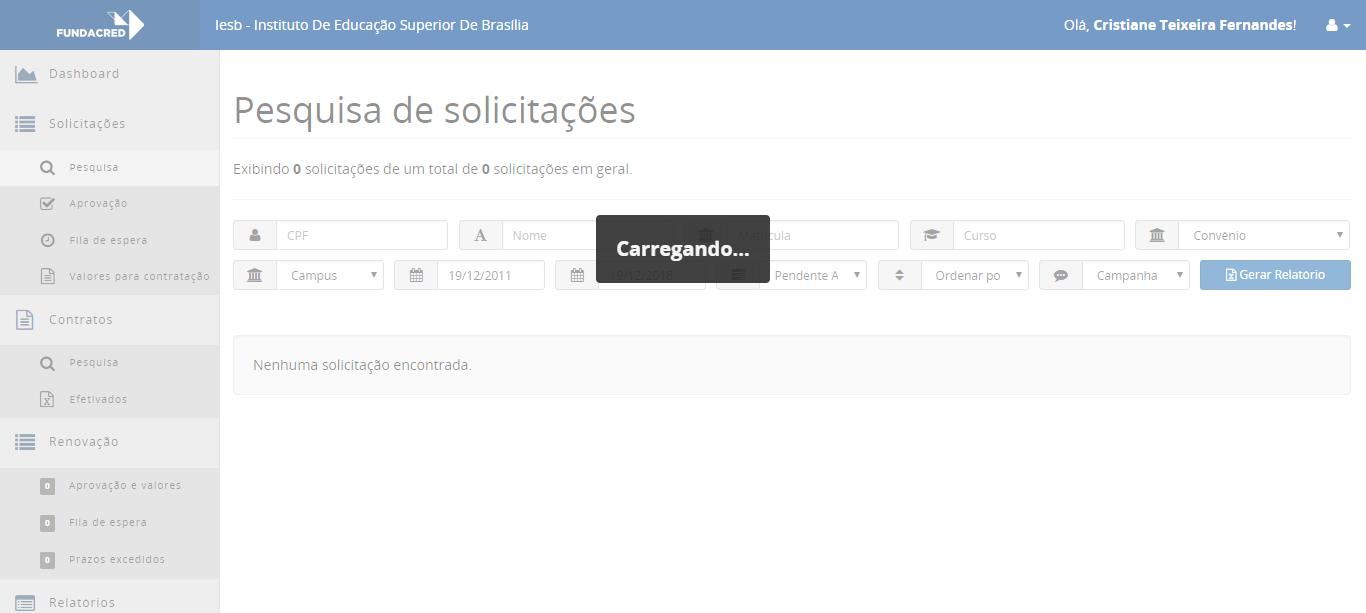 FUNDACRED
Iesb - Instituto De Educação Superior De Brasília
Olá, Cristiane Teixeira Fernandes!
Dashboard
Solicitações
Pesquisa
Aprovação
Fila de espera
Valores para contratação
Contratos
Pesquisa
Efetivados
Renovação
0 Aprovação e valores
0 Fila de espera
0 Prazos excedidos
Relatórios
Pesquisa de solicitações
Exibindo 0 solicitações de um total de 0 solicitações em geral.
CPF
A Nome
Matrícula
Curso
Convênio
Carregando...
Campus
19/12/2011
19/12/2018
Pendente A
Ordenar po
Campanha
Gerar Relatório
Nenhuma solicitação encontrada.